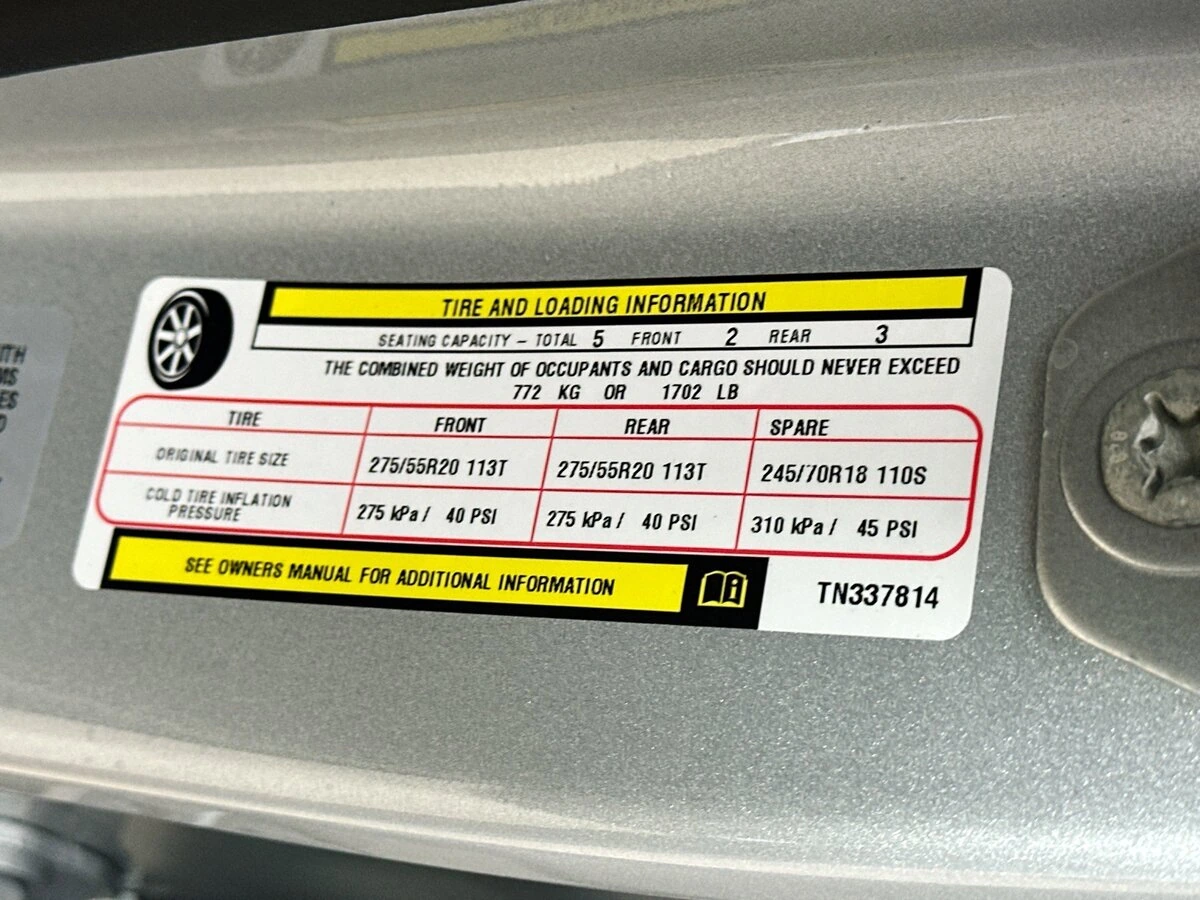 TIRE AND LOADING INFORMATION
SEATING CAPACITY – TOTAL 5 FRONT 2 REAR 3
THE COMBINED WEIGHT OF OCCUPANTS AND CARGO SHOULD NEVER EXCEED
772 KG OR 1702 LB
TIRE FRONT REAR SPARE
ORIGINAL TIRE SIZE 275/55R20 113T 275/55R20 113T 245/70R18 110S
COLD TIRE INFLATION
PRESSURE 275 kPa / 40 PSI 275 kPa / 40 PSI 310 kPa / 45 PSI
SEE OWNERS MANUAL FOR ADDITIONAL INFORMATION
TN337814